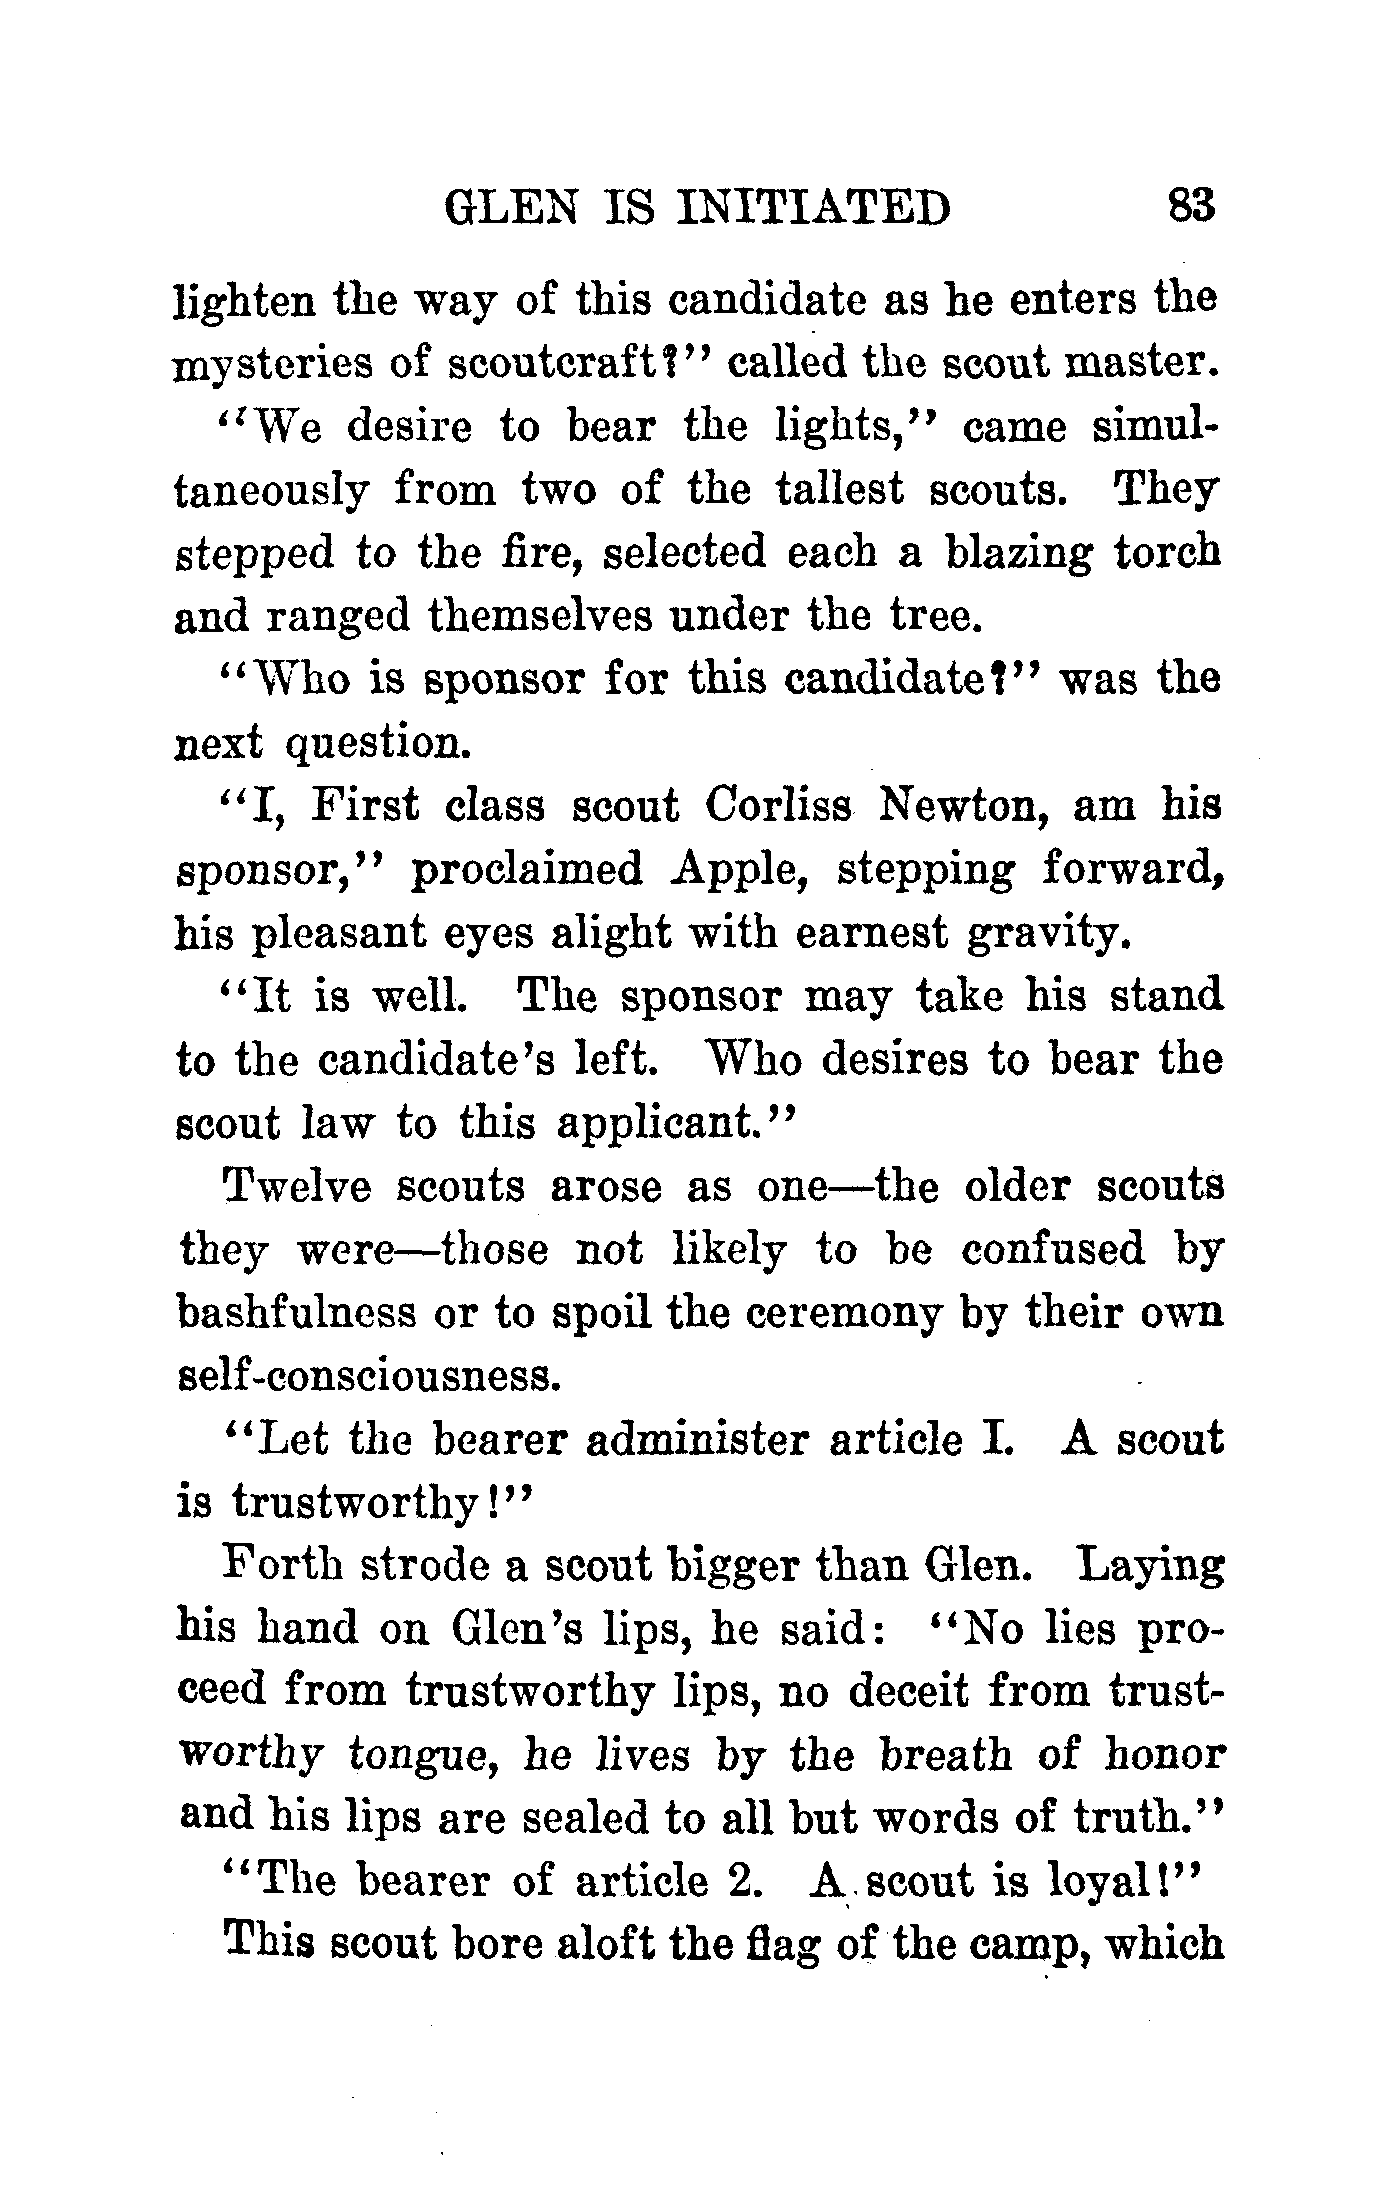 GLEN IS INITIATED 83
lighten the way of this candidate as he enters the
mysteries of scoutcraft?" called the scout master.
"We desire to bear the lights," came simul-
taneously from two of the tallest scouts. They
stepped to the fire, selected each a blazing torch
and ranged themselves under the tree.
"Who is sponsor for this candidate?" was the
next question.
"I, First class scout Corliss Newton, am his
sponsor," proclaimed Apple, stepping forward,
his pleasant eyes alight with earnest gravity.
"It is well. The sponsor may take his stand
to the candidate's left. Who desires to bear the
scout law to this applicant."
Twelve scouts arose as one—the older scouts
they were—those not likely to be confused by
bashfulness or to spoil the ceremony by their own
self-consciousness.
"Let the bearer administer article I. A scout
is trustworthy!"
Forth strode a scout bigger than Glen. Laying
his hand on Glen's lips, he said: "No lies pro-
ceed from trustworthy lips, no deceit from trust-
worthy tongue, he lives by the breath of honor
and his lips are sealed to all but words of truth."
"The bearer of article 2. A scout is loyal!"
This scout bore aloft the flag of the camp, which